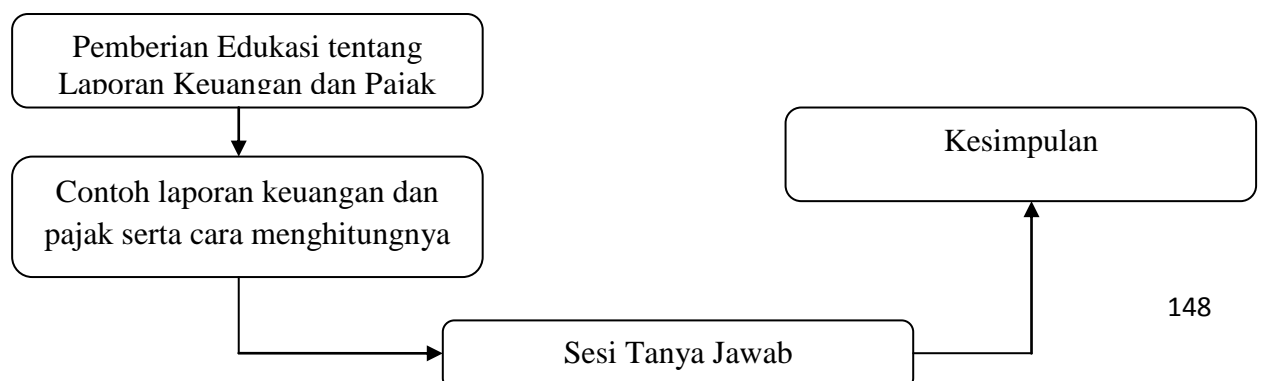 Pemberian Edukasi tentang
Laporan Keuangan dan Pajak
Contoh laporan keuangan dan
pajak serta cara menghitungnya
Sesi Tanya Jawab
Kesimpulan
148